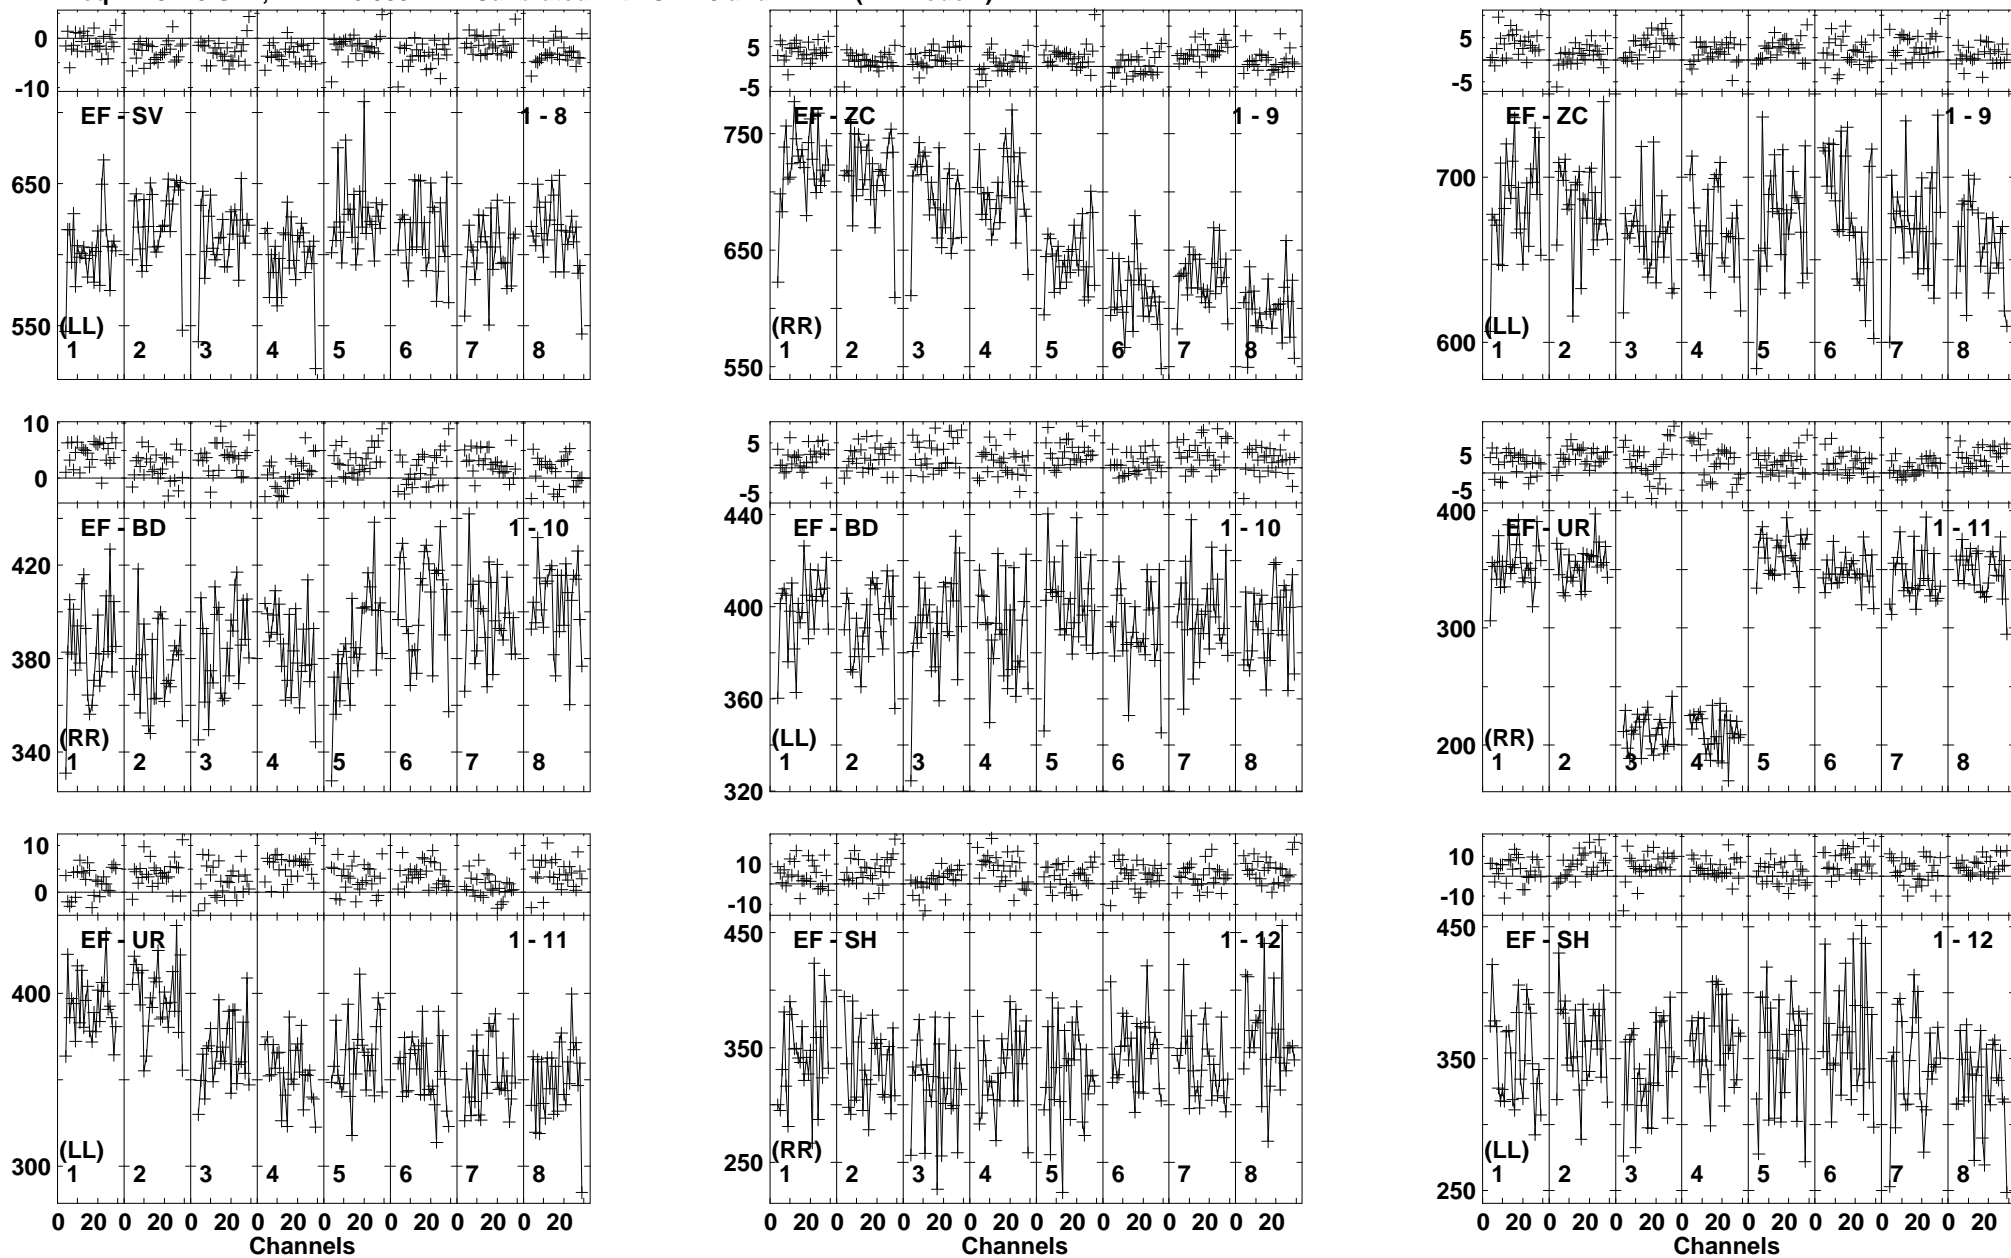 0
-10
EF - SV
1 - 8
650
550
(LL)
1 2 3 4 5 6 7 8
5
-5
EF - ZC
1 - 9
750
650
550
(RR)
1 2 3 4 5 6 7 8
5
-5
EF - ZC
1 - 9
700
600
(LL)
1 2 3 4 5 6 7 8
10
0
EF - BD
1 - 10
420
380
340
(RR)
1 2 3 4 5 6 7 8
5
-5
EF - BD
1 - 10
440
400
360
320
(LL)
1 2 3 4 5 6 7 8
5
-5
EF - UR
1 - 11
400
300
200
(RR)
1 2 3 4 5 6 7 8
10
0
EF - UR
1 - 11
400
300
(LL)
1 2 3 4 5 6 7 8
0 20 0 20 0 20 0 20 0 20 0 20 0 20 0 20
Channels
10
-10
EF - SH
1 - 12
450
350
250
(RR)
1 2 3 4 5 6 7 8
0 20 0 20 0 20 0 20 0 20 0 20 0 20 0 20
Channels
10
-10
EF - SH
1 - 12
450
350
250
(LL)
1 2 3 4 5 6 7 8
0 20 0 20 0 20 0 20 0 20 0 20 0 20 0 20
Channels